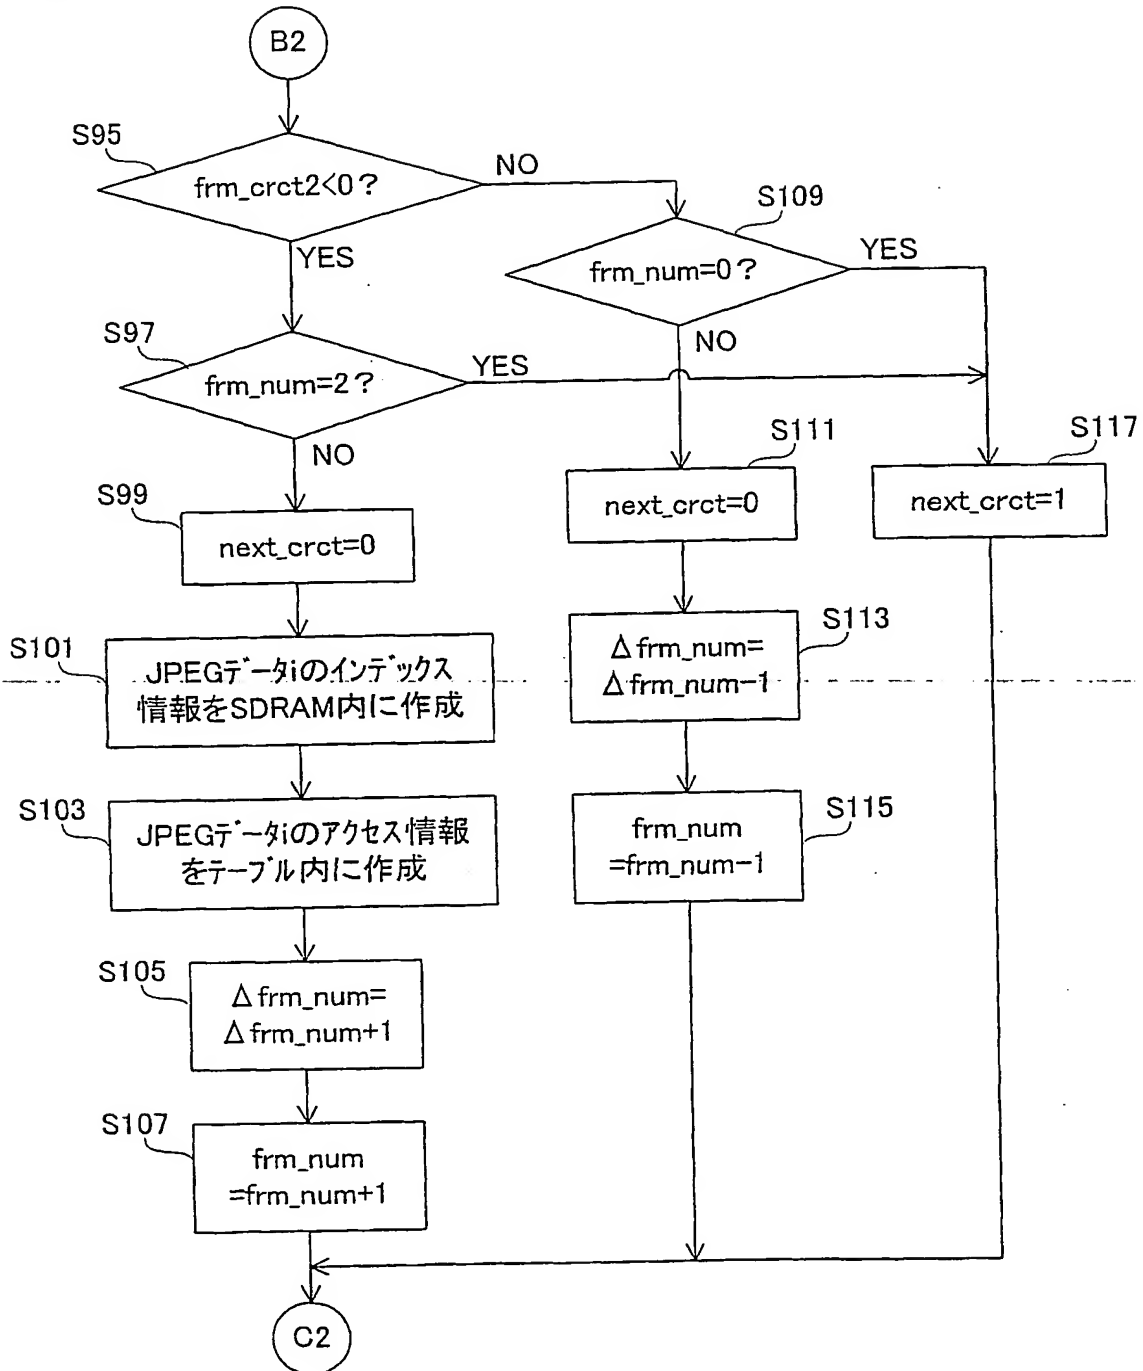 B2
S95
frm_crct2<0?
NO
YES
S109
frm_num=0?
YES
NO
S97
frm_num=2?
YES
NO
S99
next_crct=0
S111
next_crct=0
S117
next_crct=1
S101
JPEGデータiのインデックス
情報をSDRAM内に作成
S113
Δfrm_num=
Δfrm_num-1
S103
JPEGデータiのアクセス情報
をテーブル内に作成
S115
frm_num
=frm_num-1
S105
Δfrm_num=
Δfrm_num+1
S107
frm_num
=frm_num+1
C2